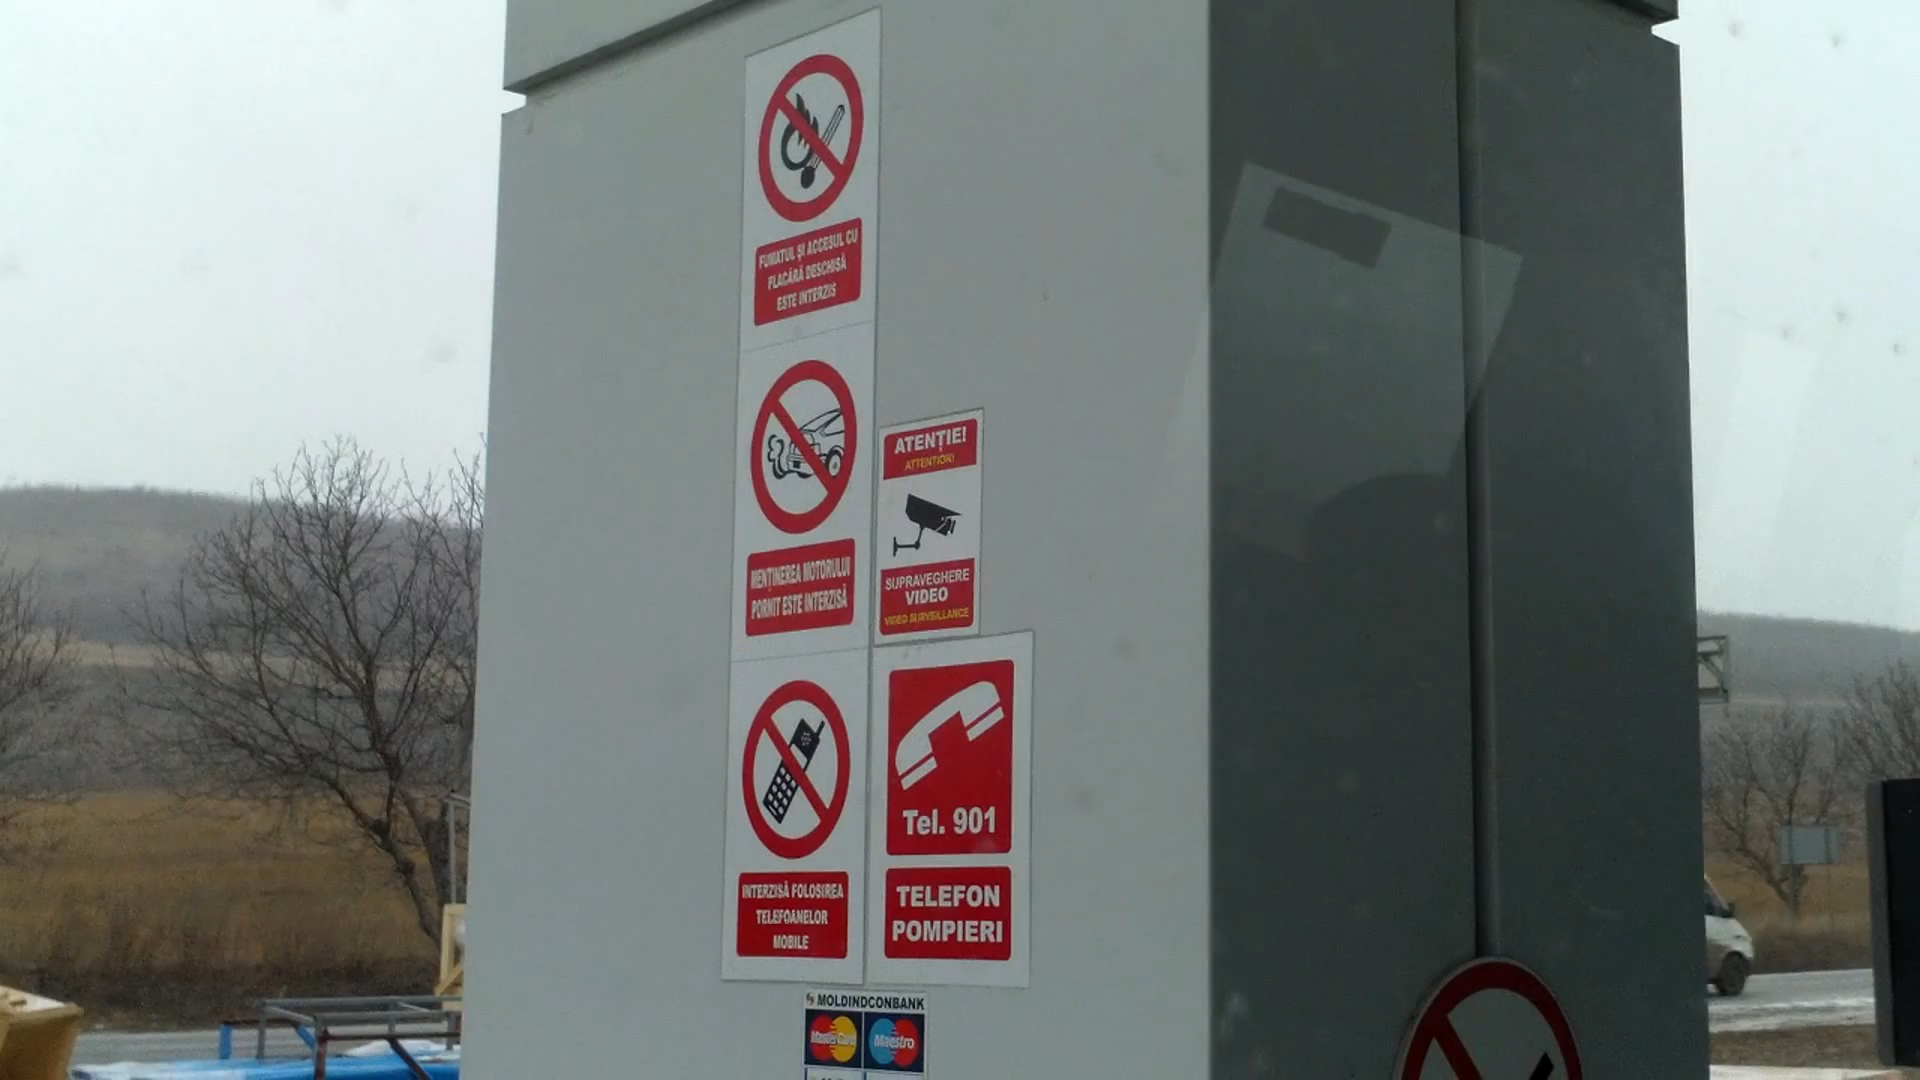 FUMATUL ȘI ACCESUL CU
FLACĂRĂ DESCHISĂ
ESTE INTERZIS
MENȚINEREA MOTORULUI
PORNIT ESTE INTERZISĂ
INTERZISĂ FOLOSIREA
TELEFOANELOR
MOBILE
ATENȚIE!
ATTENTION!
SUPRAVEGHERE
VIDEO
VIDEO SURVEILLANCE
Tel. 901
TELEFON
POMPIERI
MOLDINDCONBANK
MasterCard
Maestro